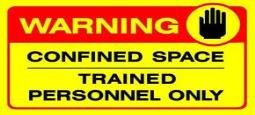 WARNING
CONFINED SPACE
TRAINED
PERSONNEL ONLY